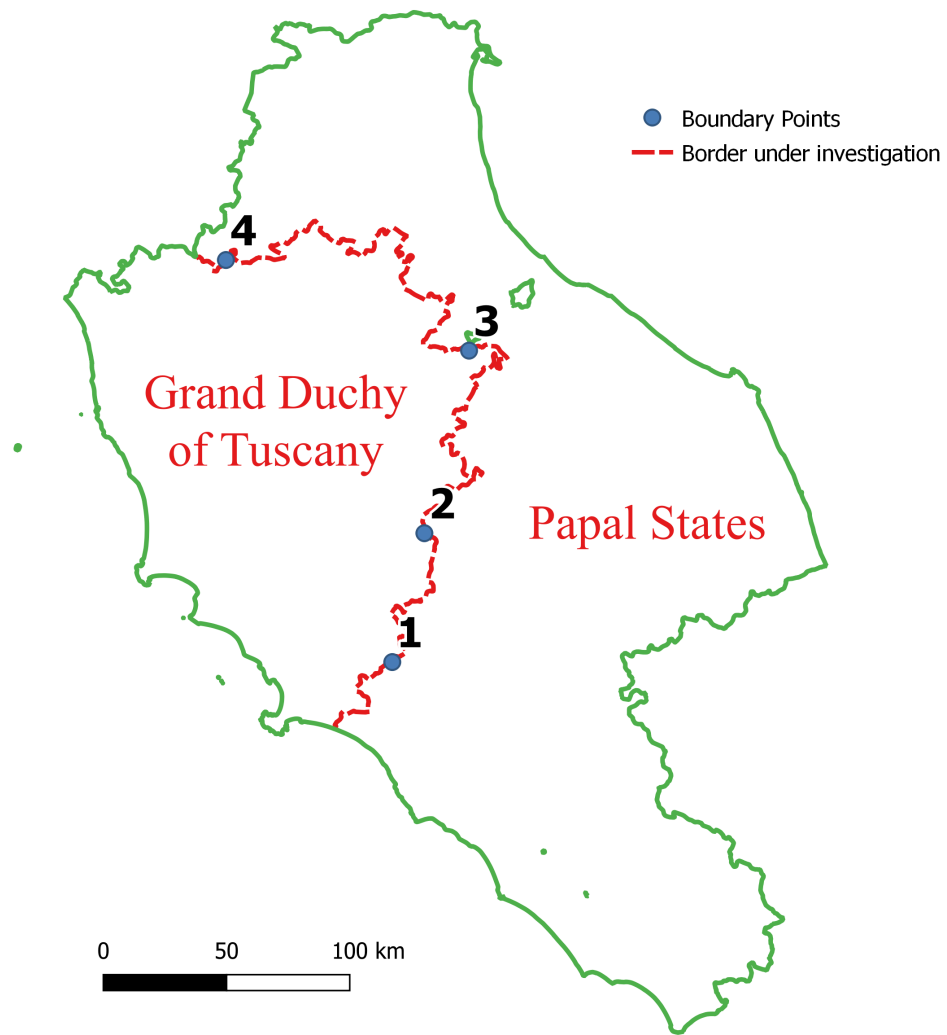 Boundary Points
Border under investigation
4
3
Grand Duchy
of Tuscany
2
Papal States
1
0 50 100 km